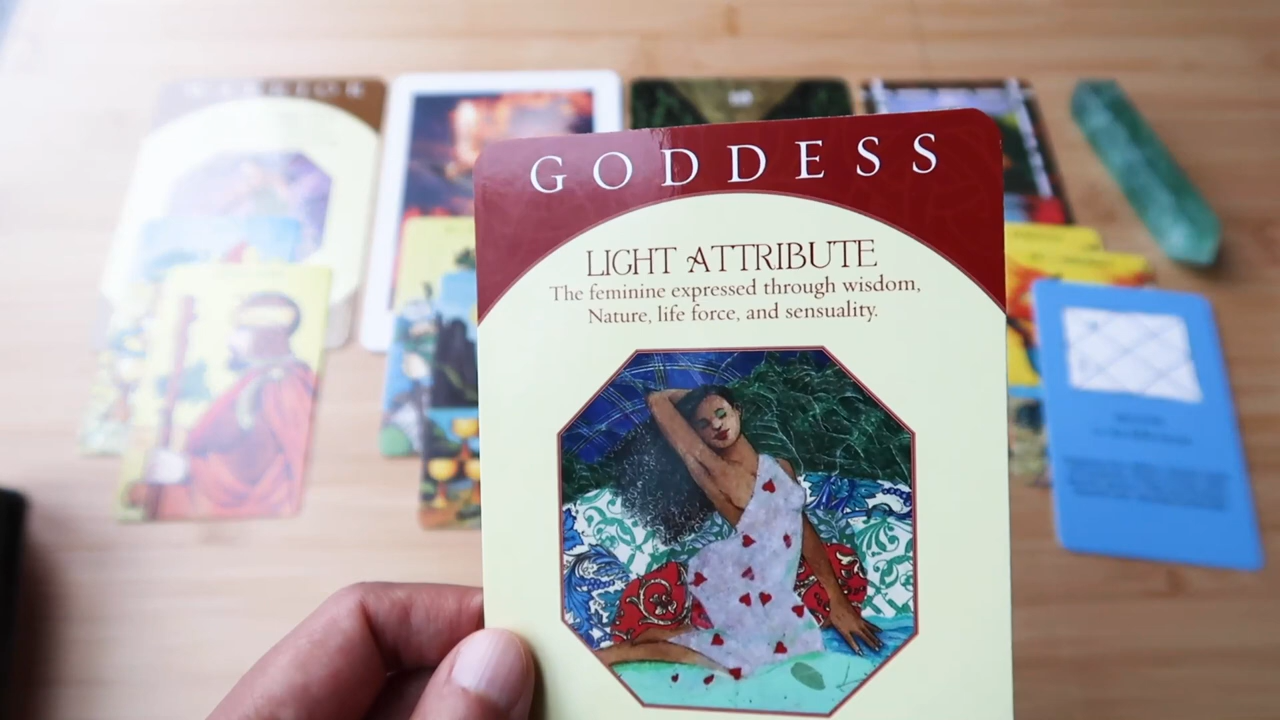 GODDESS
LIGHT ATTRIBUTE
The feminine expressed through wisdom,
Nature, life force, and sensuality.